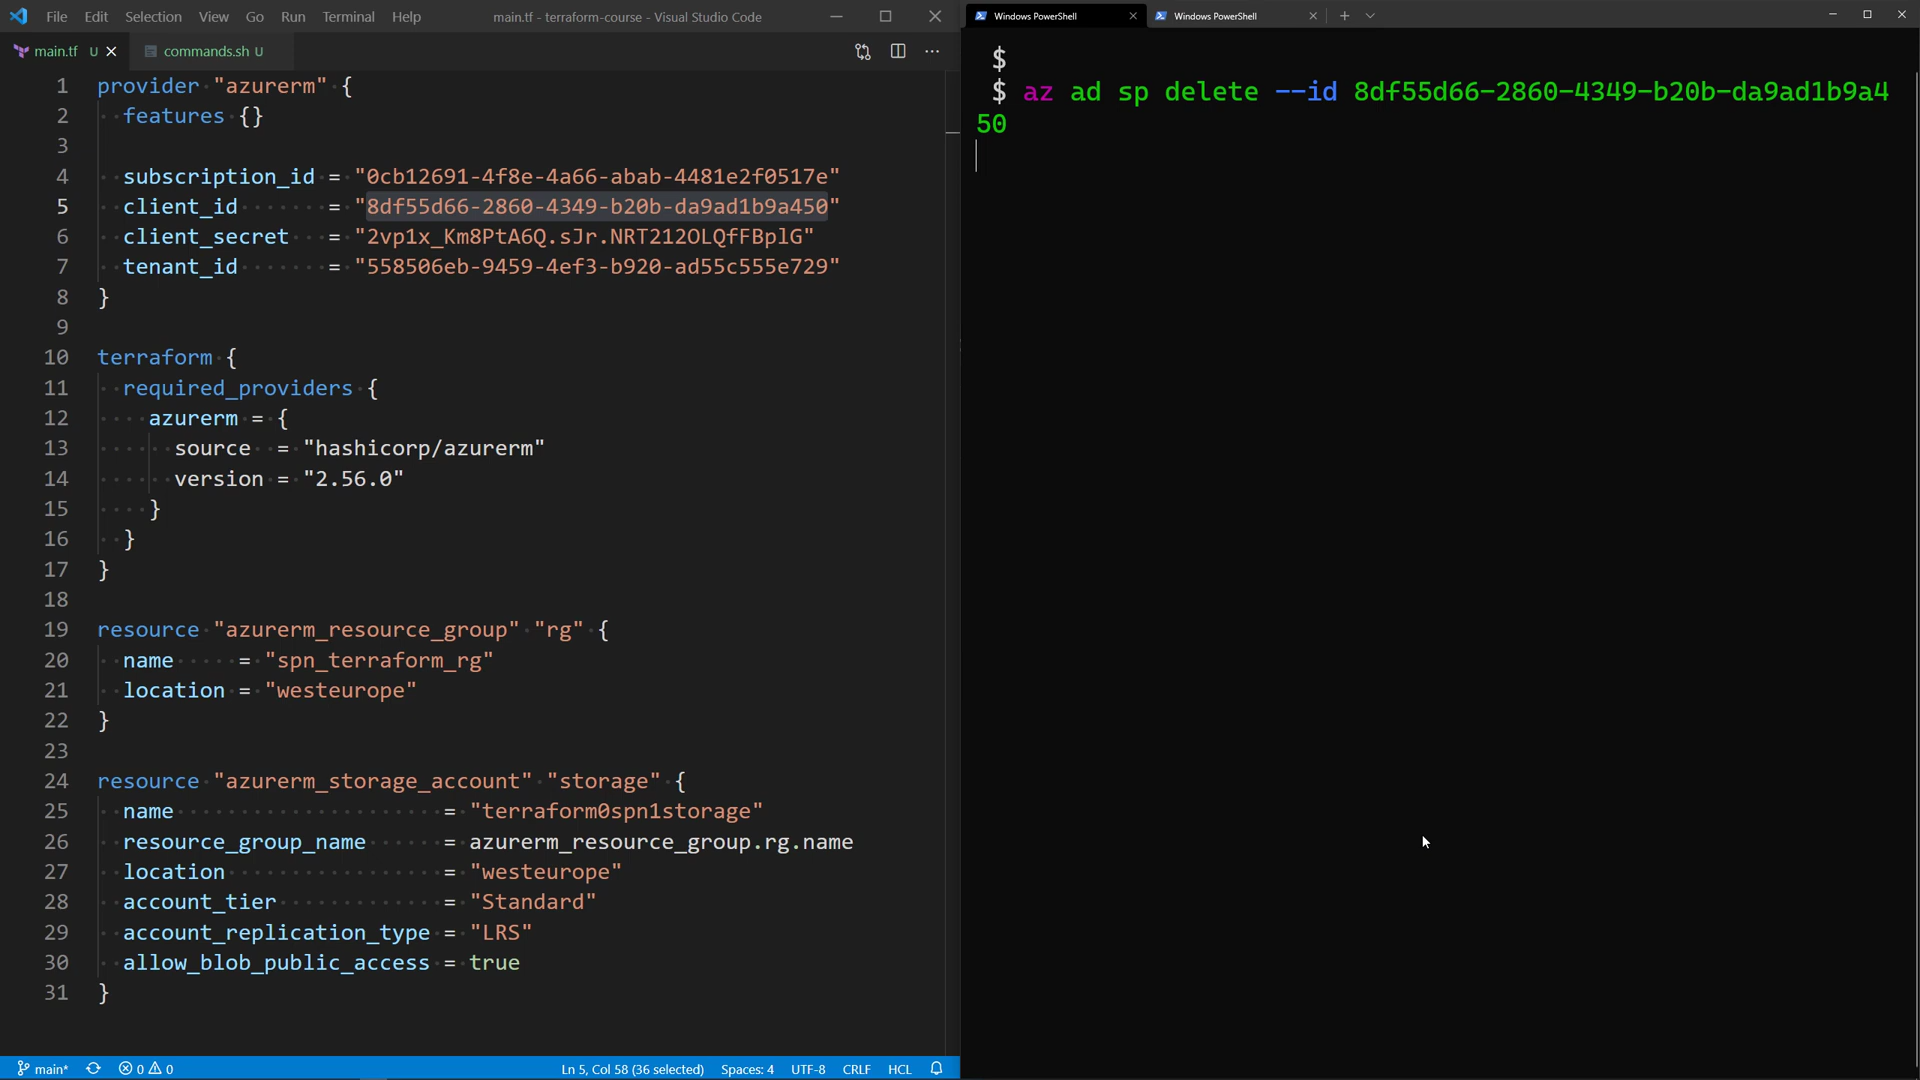 File Edit Selection View Go Run Terminal Help main.tf - terraform-course - Visual Studio Code
main.tf U commands.sh U
1 provider "azurerm" {
2 features {}
3
4 subscription_id = "0cb12691-4f8e-4a66-abab-4481e2f0517e"
5 client_id = "8df55d66-2860-4349-b20b-da9ad1b9a450"
6 client_secret = "2vp1x_Km8PtA6Q.sJr.NRT212OLQfFBplG"
7 tenant_id = "558506eb-9459-4ef3-b920-ad55c555e729"
8 }
9
10 terraform {
11 required_providers {
12 azurerm = {
13 source = "hashicorp/azurerm"
14 version = "2.56.0"
15 }
16 }
17 }
18
19 resource "azurerm_resource_group" "rg" {
20 name = "spn_terraform_rg"
21 location = "westeurope"
22 }
23
24 resource "azurerm_storage_account" "storage" {
25 name = "terraform0spn1storage"
26 resource_group_name = azurerm_resource_group.rg.name
27 location = "westeurope"
28 account_tier = "Standard"
29 account_replication_type = "LRS"
30 allow_blob_public_access = true
31 }
main* 0 0 Ln 5, Col 58 (36 selected) Spaces: 4 UTF-8 CRLF HCL
Windows PowerShell Windows PowerShell
$
$ az ad sp delete --id 8df55d66-2860-4349-b20b-da9ad1b9a4
50